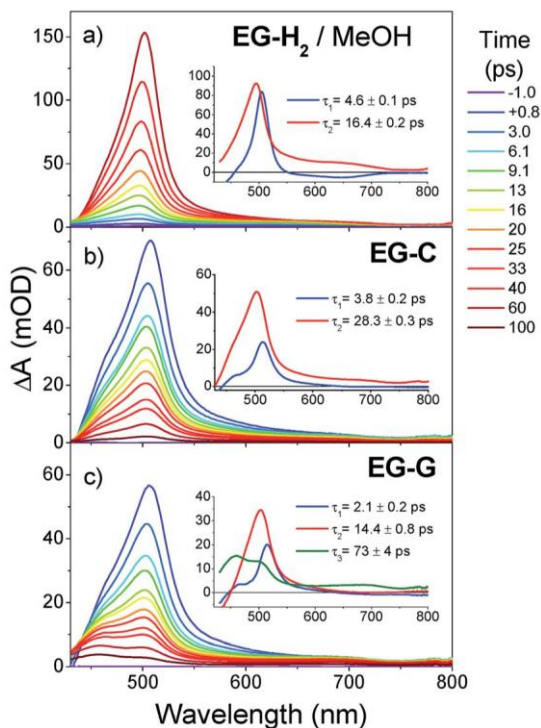 a)
EG-H₂ / MeOH
150
100
50
0
100
80
60
40
20
0
τ₁= 4.6 ± 0.1 ps
τ₂= 16.4 ± 0.2 ps
500 600 700 800
Time
(ps)
-1.0
+0.8
3.0
6.1
9.1
13
16
20
25
33
40
60
100
b)
EG-C
60
40
20
0
60
40
20
0
τ₁= 3.8 ± 0.2 ps
τ₂= 28.3 ± 0.3 ps
500 600 700 800
ΔA (mOD)
c)
EG-G
60
40
20
0
40
30
20
10
0
τ₁= 2.1 ± 0.2 ps
τ₂= 14.4 ± 0.8 ps
τ₃= 73 ± 4 ps
500 600 700 800
500 600 700 800
Wavelength (nm)